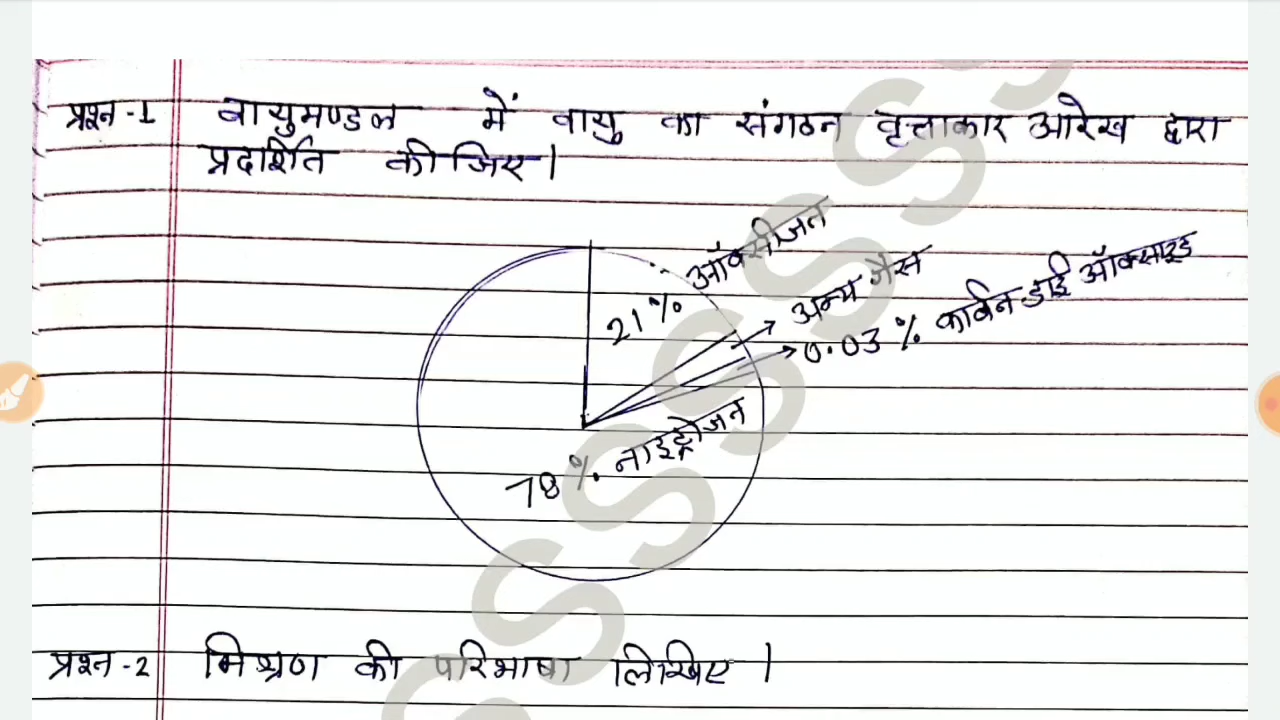 प्रश्न-1 वायुमण्डल में वायु का संगठन वृत्ताकार आरेख द्वारा
प्रदर्शित कीजिए।
21% ऑक्सीजन
अन्य गैस
0.03% कार्बन डाई ऑक्साइड
78% नाइट्रोजन
प्रश्न-2 मिश्रण की परिभाषा लिखिए।